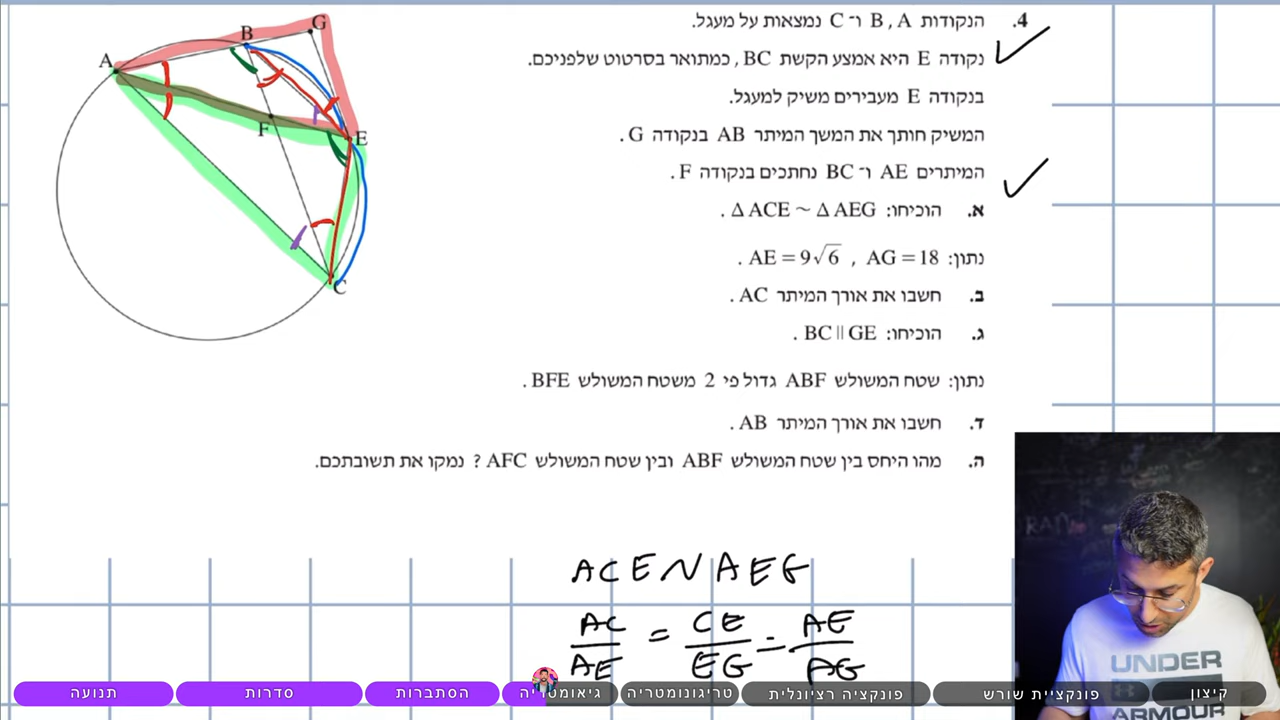 4. הנקודות B , A ו־ C נמצאות על מעגל.
נקודה E היא אמצע הקשת BC, כמתואר בסרטוט שלפניכם.
בנקודה E מעבירים משיק למעגל.
המשיק חותך את המשך המיתר AB בנקודה G .
המיתרים AE ו־ BC נחתכים בנקודה F .
א. הוכיחו: ΔACE ~ ΔAEG .
נתון: AE = 9√6 , AG = 18 .
ב. חשבו את אורך המיתר AC .
ג. הוכיחו: BC || GE .
נתון: שטח המשולש ABF גדול פי 2 משטח המשולש BFE .
ד. חשבו את אורך המיתר AB .
ה. מהו היחס בין שטח המשולש ABF ובין שטח המשולש AFC ? נמקו את תשובתכם.
G
B
A
F
E
C
ACE ~ AEG
AC/AE = CE/EG = AE/AG
UNDER
ARMOUR
קיצון
פונקציית שורש
פונקציה רציונלית
טריגונומטריה
גיאומטריה
הסתברות
סדרות
תנועה